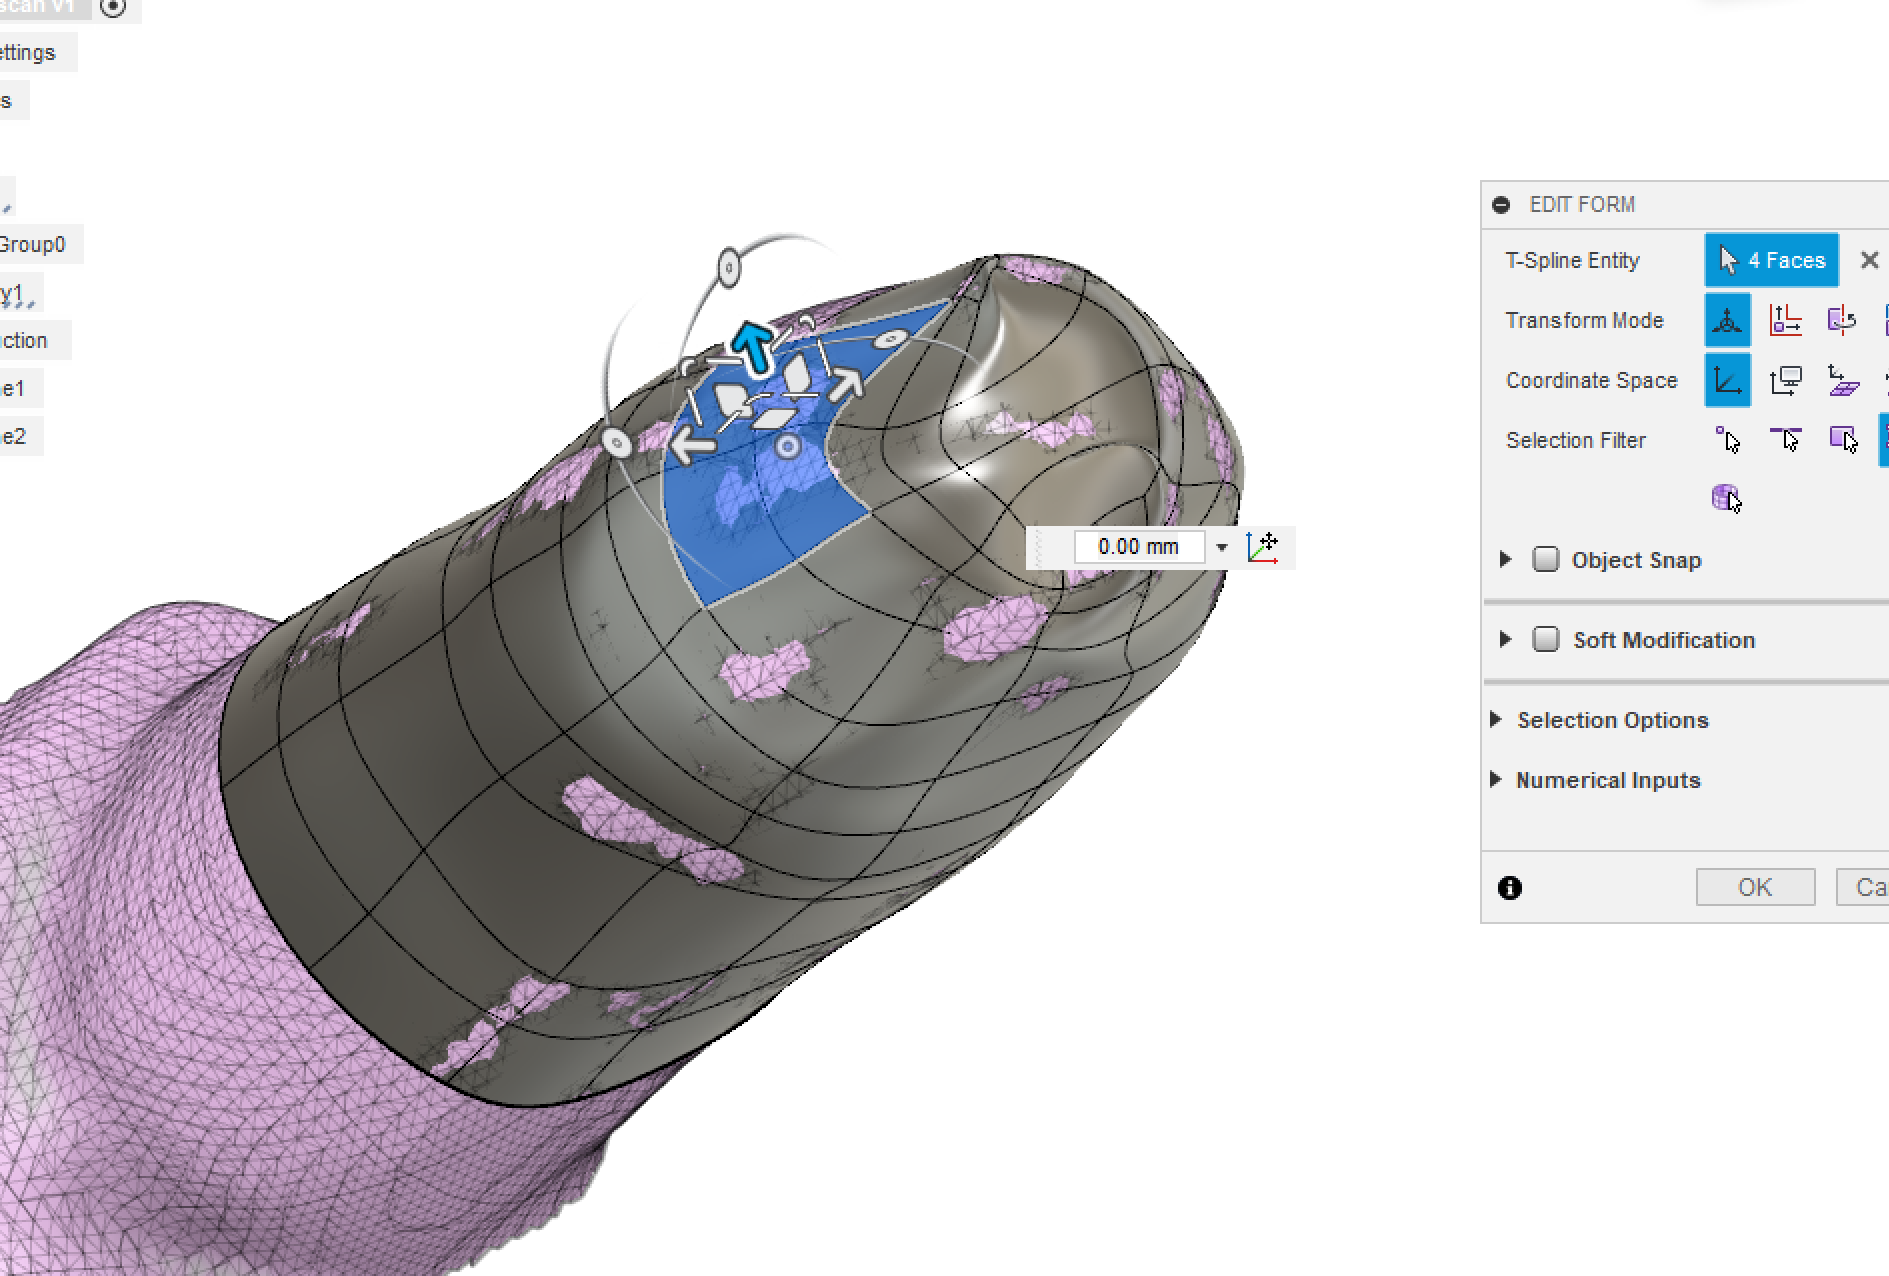 scan v1
ettings
s
Group0
y1
uction
e1
e2
EDIT FORM
T-Spline Entity
4 Faces
Transform Mode
Coordinate Space
Selection Filter
0.00 mm
Object Snap
Soft Modification
Selection Options
Numerical Inputs
OK
Ca